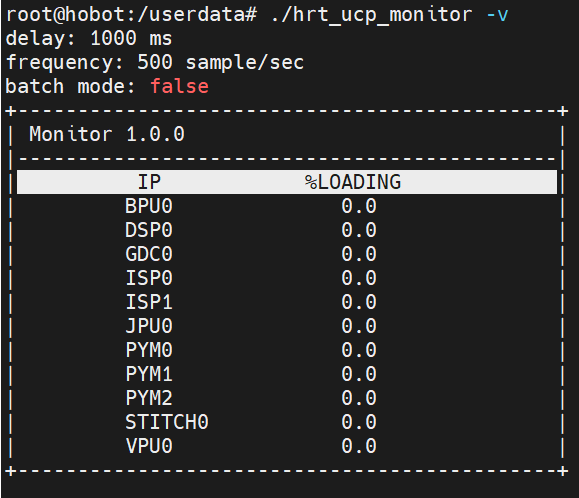 root@hobot:/userdata# ./hrt_ucp_monitor -v
delay: 1000 ms
frequency: 500 sample/sec
batch mode: false
+---------------------------------------------+
| Monitor 1.0.0 |
|---------------------------------------------|
| IP %LOADING |
| BPU0 0.0 |
| DSP0 0.0 |
| GDC0 0.0 |
| ISP0 0.0 |
| ISP1 0.0 |
| JPU0 0.0 |
| PYM0 0.0 |
| PYM1 0.0 |
| PYM2 0.0 |
| STITCH0 0.0 |
| VPU0 0.0 |
+---------------------------------------------+